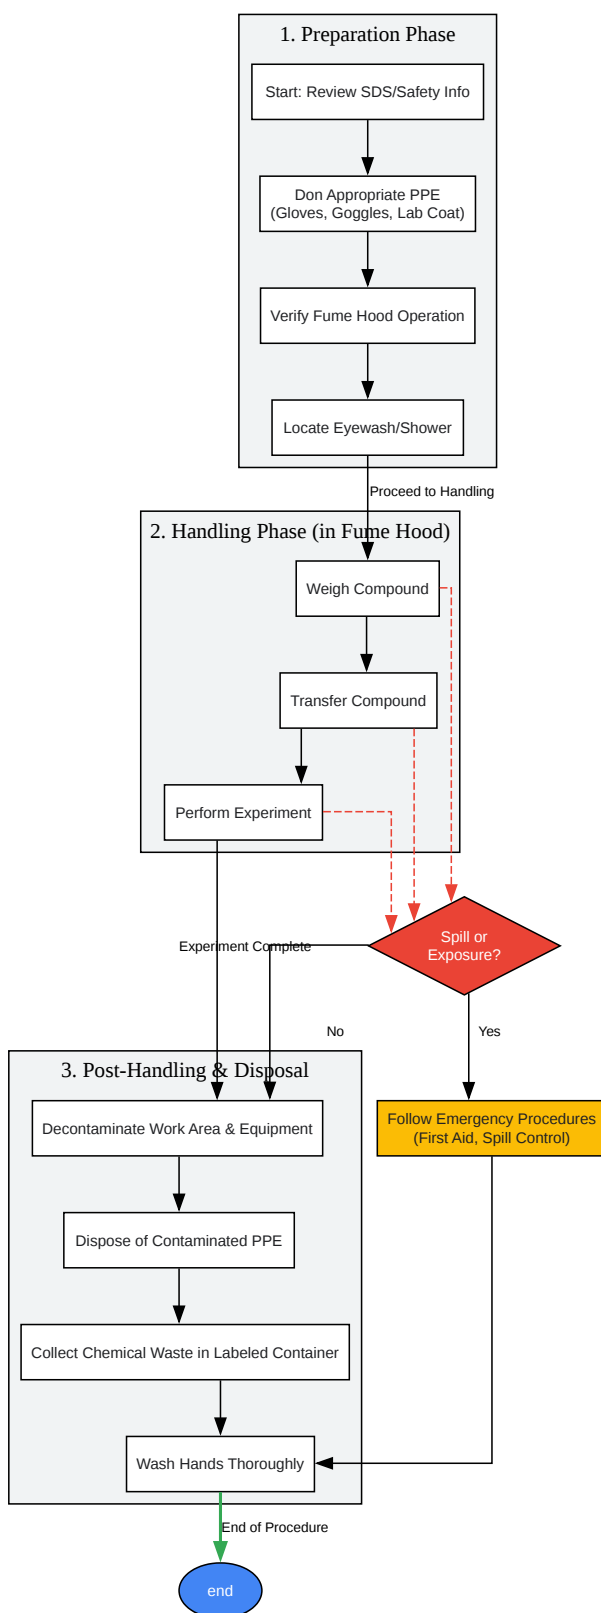 1. Preparation Phase
Start: Review SDS/Safety Info
Don Appropriate PPE
(Gloves, Goggles, Lab Coat)
Verify Fume Hood Operation
Locate Eyewash/Shower
Proceed to Handling
2. Handling Phase (in Fume Hood)
Weigh Compound
Transfer Compound
Perform Experiment
Spill or
Exposure?
Experiment Complete
No
Yes
3. Post-Handling & Disposal
Decontaminate Work Area & Equipment
Follow Emergency Procedures
(First Aid, Spill Control)
Dispose of Contaminated PPE
Collect Chemical Waste in Labeled Container
Wash Hands Thoroughly
End of Procedure
end